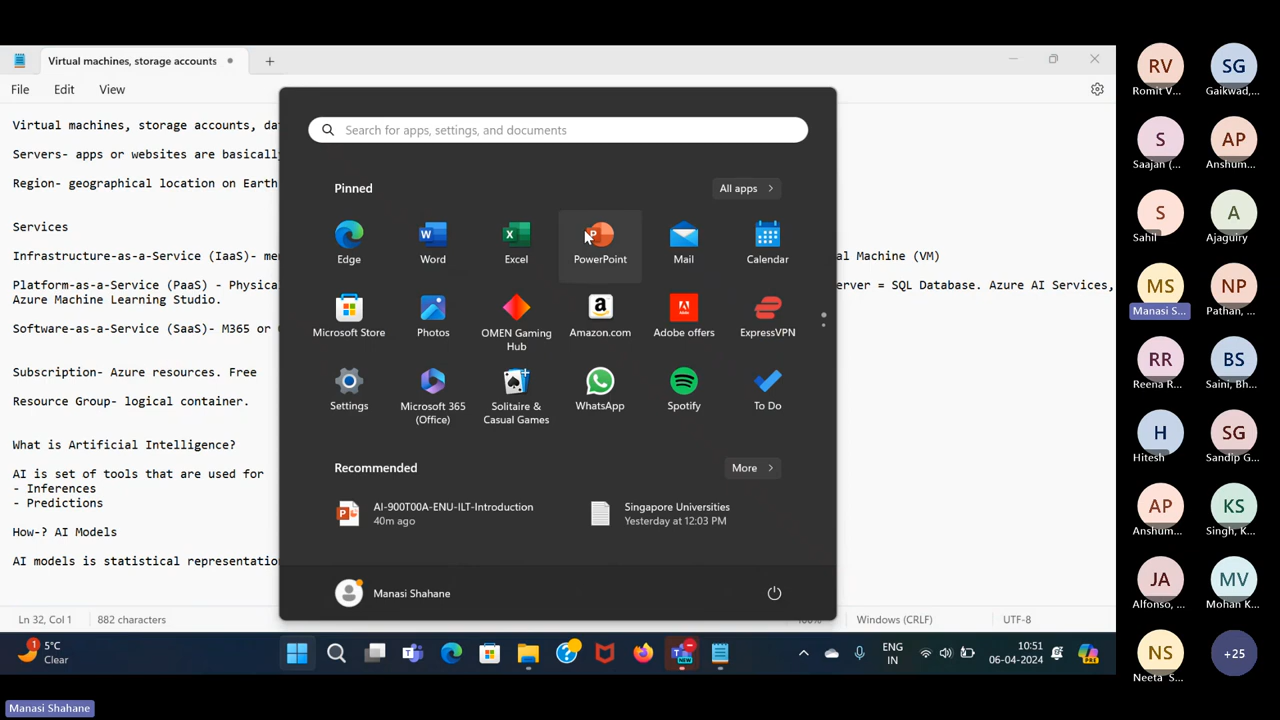 Virtual machines, storage accounts
File
Edit
View
Virtual machines, storage accounts, da
Servers- apps or websites are basically
Region- geographical location on Earth
Services
Infrastructure-as-a-Service (IaaS)- me
al Machine (VM)
Platform-as-a-Service (PaaS) - Physica
erver = SQL Database. Azure AI Services,
Azure Machine Learning Studio.
Software-as-a-Service (SaaS)- M365 or
Subscription- Azure resources. Free
Resource Group- logical container.
What is Artificial Intelligence?
AI is set of tools that are used for
- Inferences
- Predictions
How-? AI Models
AI models is statistical representatio
Ln 32, Col 1
882 characters
100%
Windows (CRLF)
UTF-8
Search for apps, settings, and documents
Pinned
All apps
Edge
Word
Excel
PowerPoint
Mail
Calendar
Microsoft Store
Photos
OMEN Gaming
Hub
Amazon.com
Adobe offers
ExpressVPN
Settings
Microsoft 365
(Office)
Solitaire &
Casual Games
WhatsApp
Spotify
To Do
Recommended
More
AI-900T00A-ENU-ILT-Introduction
40m ago
Singapore Universities
Yesterday at 12:03 PM
Manasi Shahane
1
5°C
Clear
NEW
ENG
IN
10:51
06-04-2024
PRE
Manasi Shahane
RV
Romit V...
SG
Gaikwad,...
S
Saajan (...
AP
Anshum...
S
Sahil
A
Ajaguiry
MS
Manasi S...
NP
Pathan, ...
RR
Reena R...
BS
Saini, Bh...
H
Hitesh
SG
Sandip G...
AP
Anshum...
KS
Singh, K...
JA
Alfonso, ...
MV
Mohan K...
NS
Neeta S...
+25